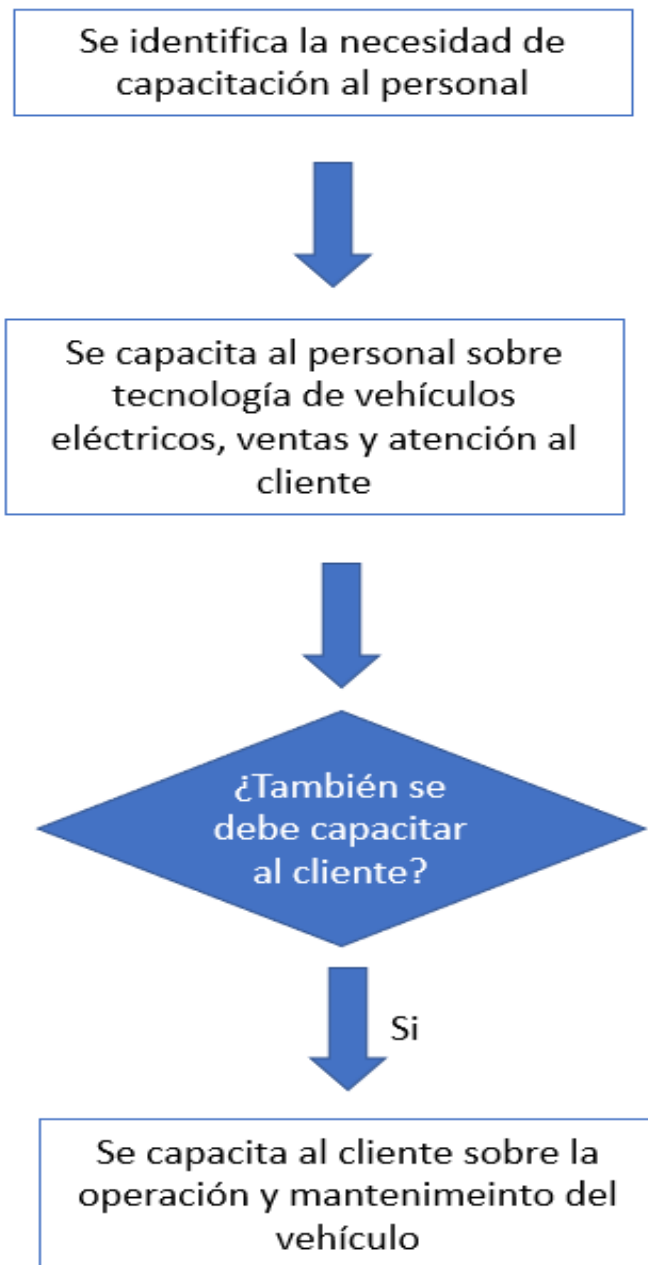 Se identifica la necesidad de
capacitación al personal
Se capacita al personal sobre
tecnología de vehículos
eléctricos, ventas y atención al
cliente
¿También se
debe capacitar
al cliente?
Si
Se capacita al cliente sobre la
operación y mantenimeinto del
vehículo